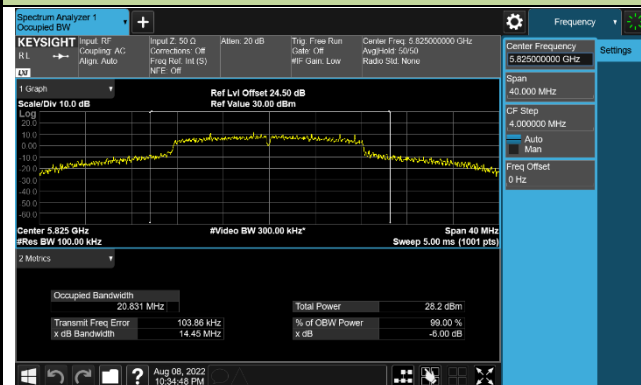 Spectrum Analyzer 1
Occupied BW
+
Frequency
KEYSIGHT
RL
LXI
Input: RF
Coupling: AC
Align: Auto
Input Z: 50 Ω
Corrections: Off
Freq Ref: Int (S)
NFE: Off
Atten: 20 dB
Trig: Free Run
Gate: Off
#IF Gain: Low
Center Freq: 5.825000000 GHz
Avg|Hold: 50/50
Radio Std: None
Center Frequency
5.825000000 GHz
Settings
Span
40.000 MHz
CF Step
4.000000 MHz
Auto
Man
Freq Offset
0 Hz
1 Graph
Scale/Div 10.0 dB
Ref Lvl Offset 24.50 dB
Ref Value 30.00 dBm
Log
20.0
10.0
0.00
-10.0
-20.0
-30.0
-40.0
-50.0
-60.0
Center 5.825 GHz
#Res BW 100.00 kHz
#Video BW 300.00 kHz*
Span 40 MHz
Sweep 5.00 ms (1001 pts)
2 Metrics
Occupied Bandwidth
20.831 MHz
Total Power 28.2 dBm
Transmit Freq Error 103.86 kHz
% of OBW Power 99.00 %
x dB Bandwidth 14.45 MHz
x dB -6.00 dB
?
Aug 08, 2022
10:34:48 PM